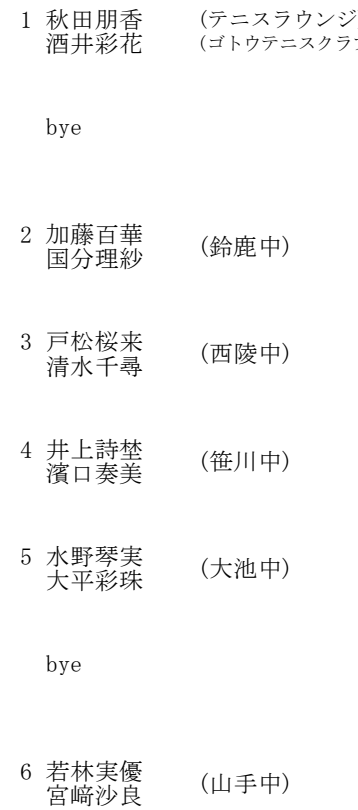 1 秋田朋香 (テニスラウンジ
酒井彩花 (ゴトウテニスクラブ
bye
2 加藤百華
国分理紗 (鈴鹿中)
3 戸松桜来
清水千尋 (西陵中)
4 井上詩埜
濱口奏美 (笹川中)
5 水野琴実
大平彩珠 (大池中)
bye
6 若林実優
宮﨑沙良 (山手中)